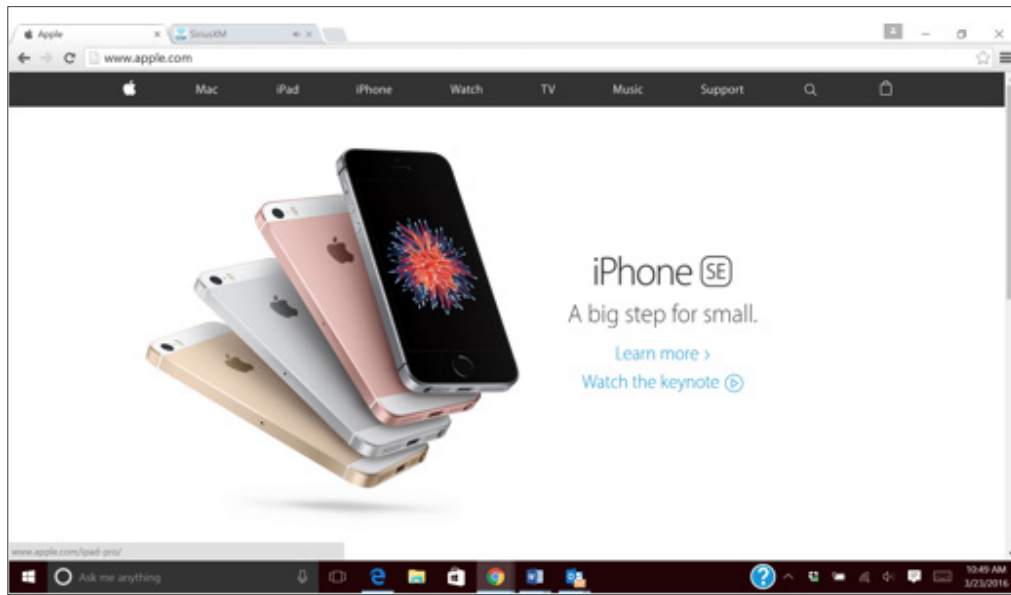 Apple
SiriusXM
www.apple.com
Mac iPad iPhone Watch TV Music Support
iPhone SE
A big step for small.
Learn more >
Watch the keynote
www.apple.com/ipad-pro/
Ask me anything
10:49 AM
3/23/2016